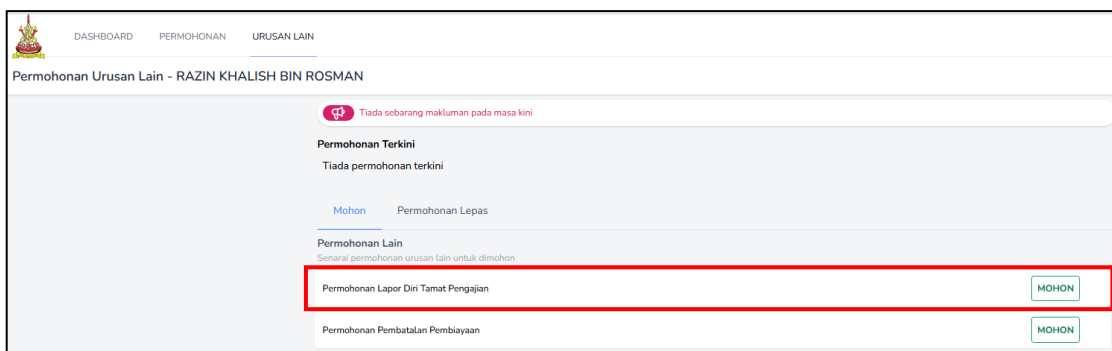 DASHBOARD PERMOHONAN URUSAN LAIN
Permohonan Urusan Lain - RAZIN KHALISH BIN ROSMAN
Tiada sebarang makluman pada masa kini
Permohonan Terkini
Tiada permohonan terkini
Mohon Permohonan Lepas
Permohonan Lain
Senarai permohonan urusan lain untuk dimohon
Permohonan Lapor Diri Tamat Pengajian MOHON
Permohonan Pembatalan Pembiayaan MOHON